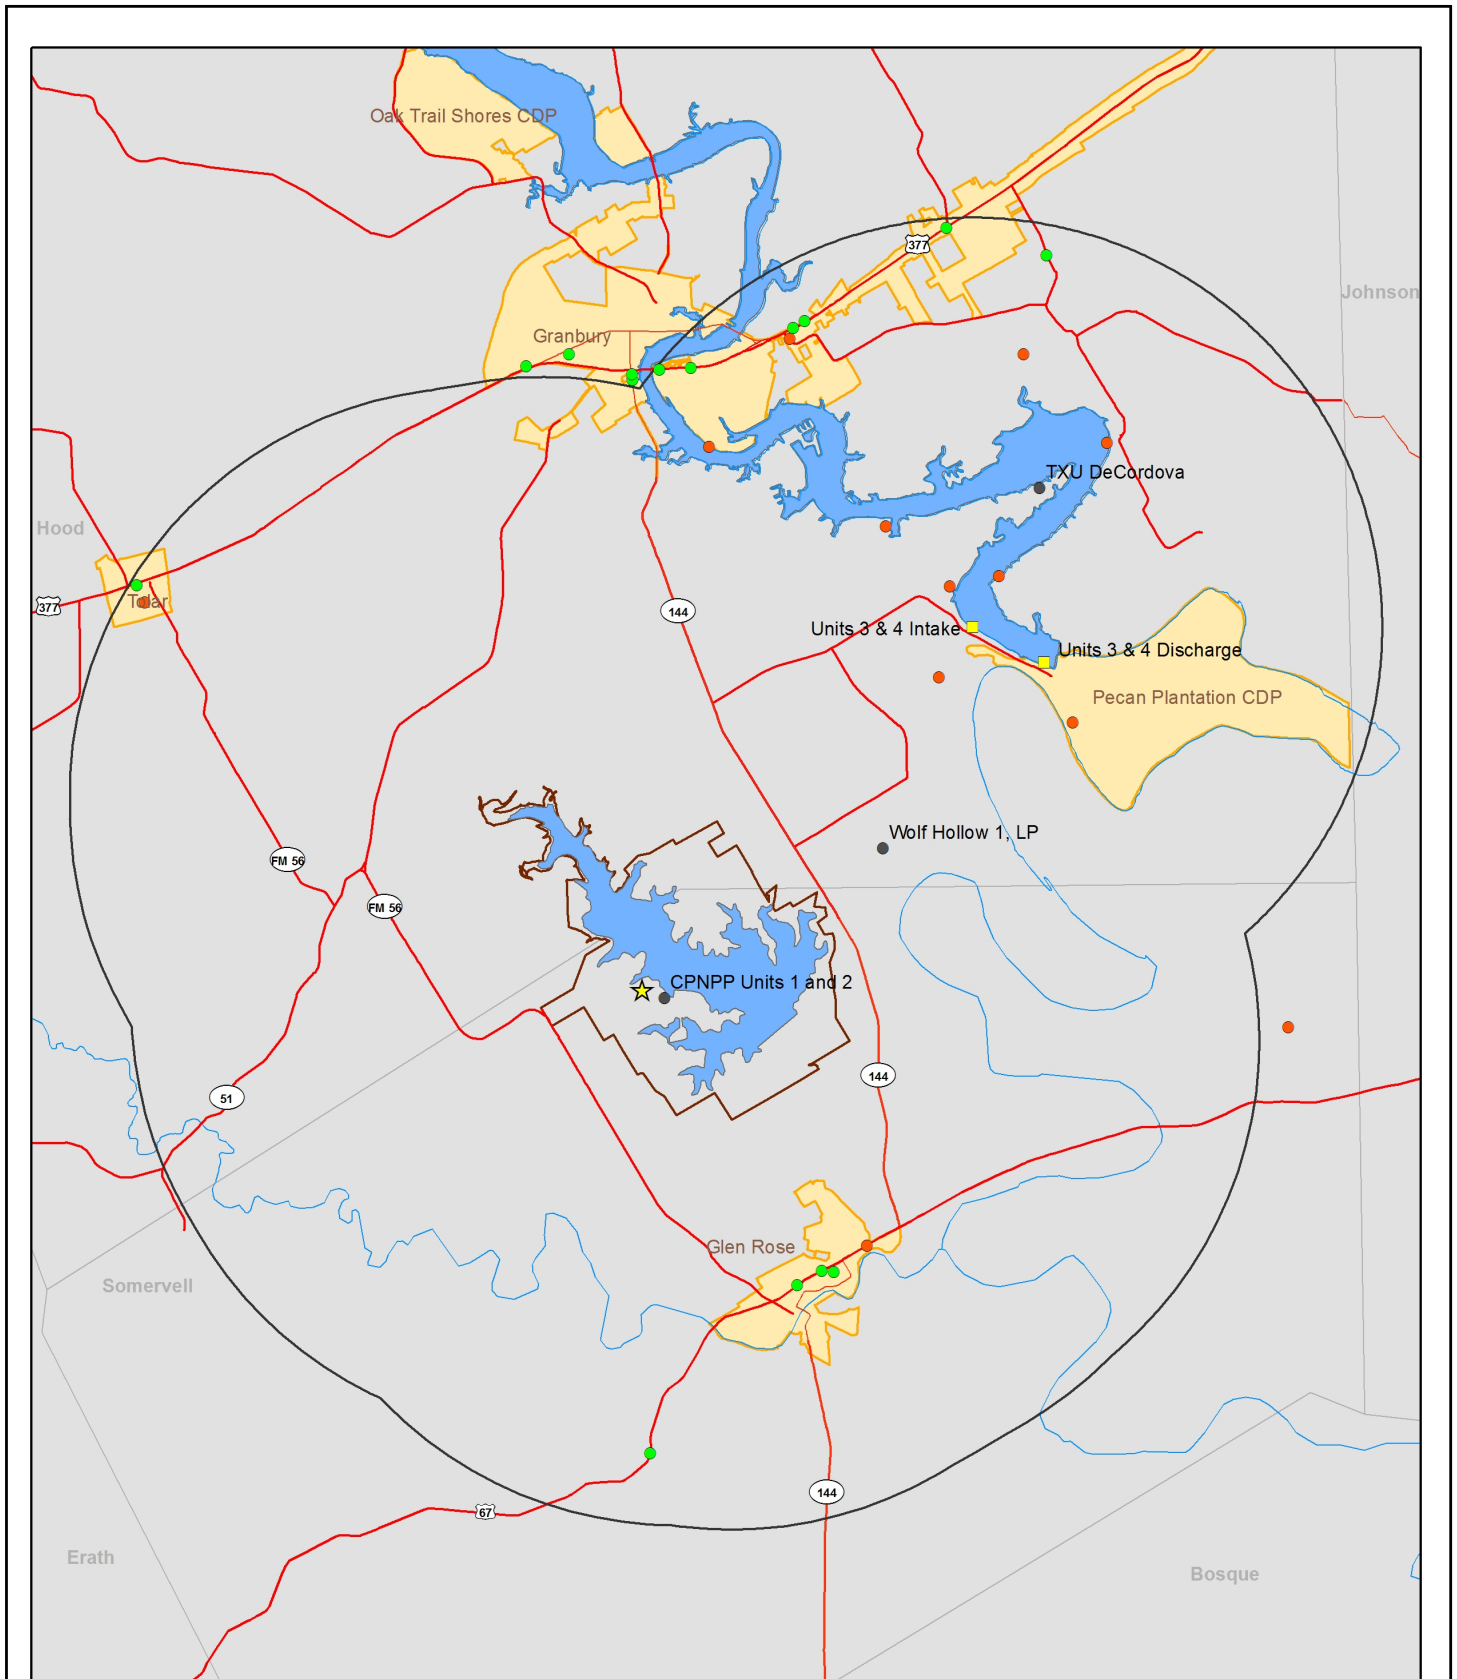 Oak Trail Shores CDP
377
Johnson
Granbury
TXU DeCordova
Hood
Tolar
377
144
Units 3 & 4 Intake
Units 3 & 4 Discharge
Pecan Plantation CDP
Wolf Hollow 1, LP
FM 56
FM 56
CPNPP Units 1 and 2
144
51
Glen Rose
Somervell
144
67
Erath
Bosque